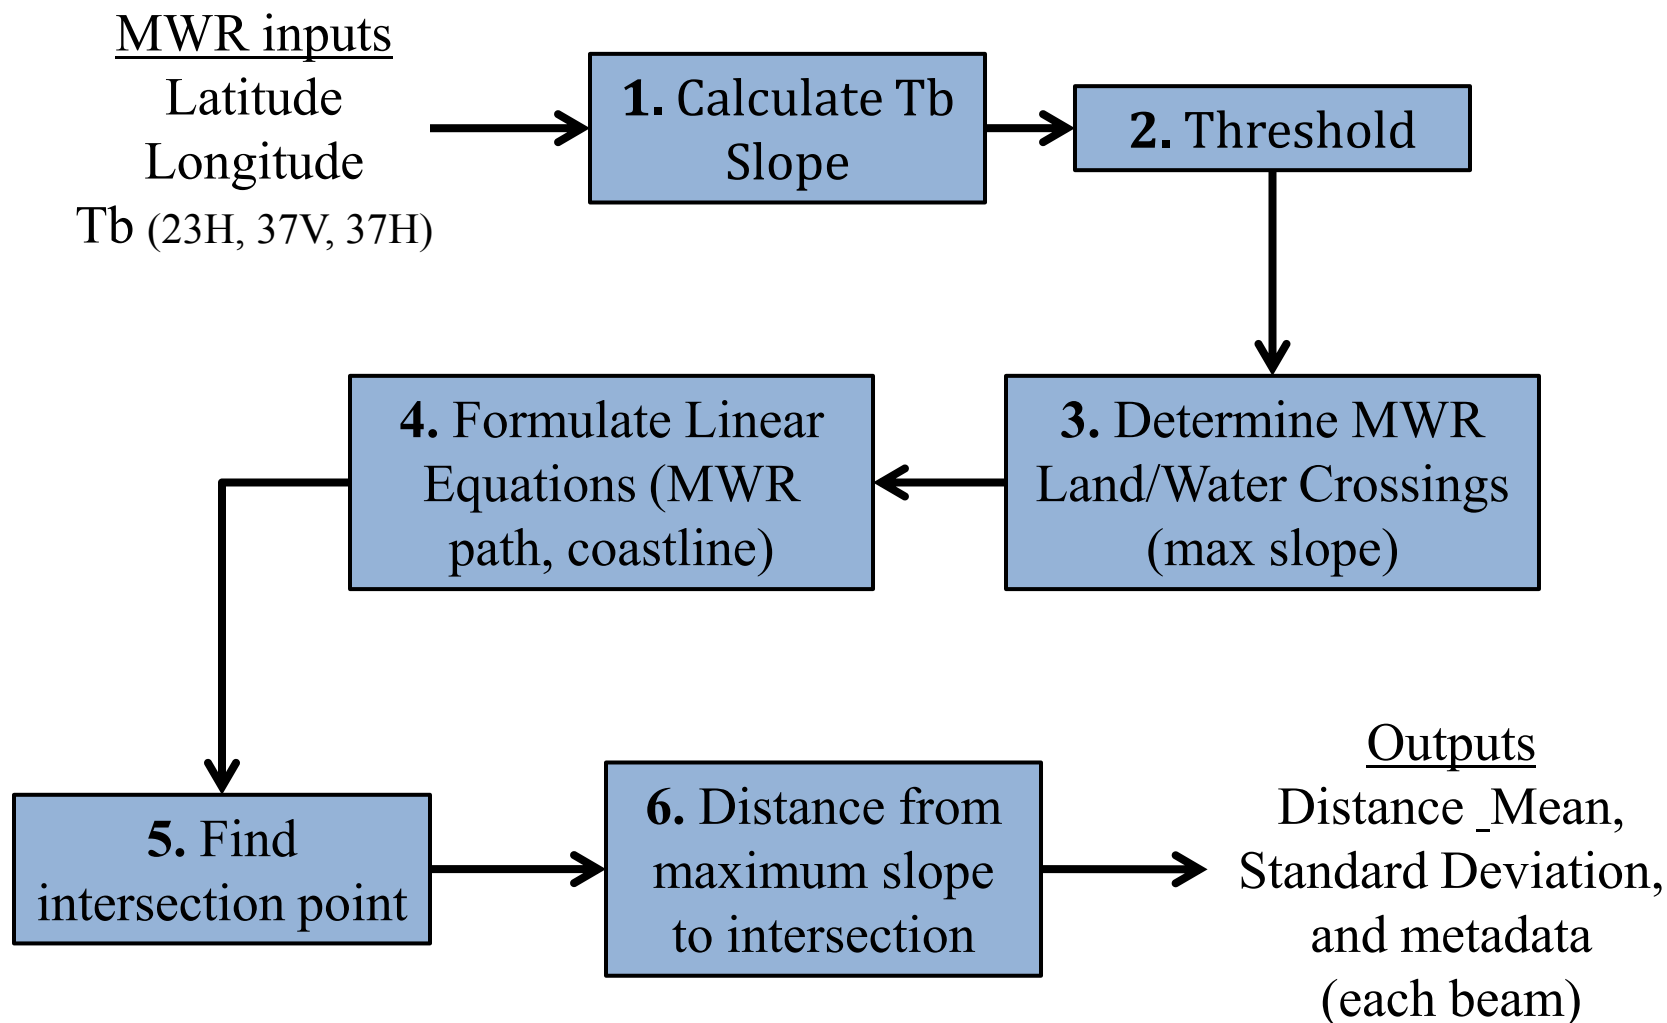 MWR inputs
Latitude
Longitude
Tb (23H, 37V, 37H)
1. Calculate Tb
Slope
2. Threshold
3. Determine MWR
Land/Water Crossings
(max slope)
4. Formulate Linear
Equations (MWR
path, coastline)
5. Find
intersection point
6. Distance from
maximum slope
to intersection
Outputs
Distance _Mean,
Standard Deviation,
and metadata
(each beam)